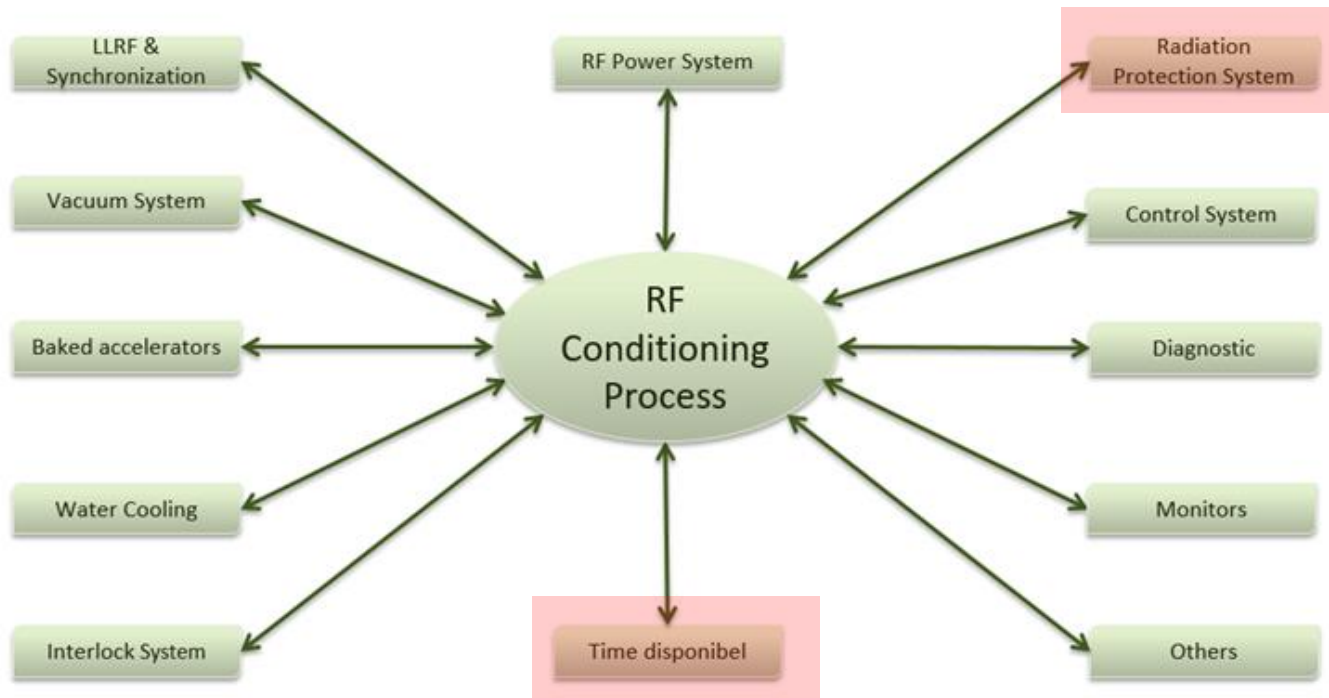 LLRF &
Synchronization
RF Power System
Radiation
Protection System
Vacuum System
Control System
RF
Conditioning
Process
Baked accelerators
Diagnostic
Water Cooling
Monitors
Interlock System
Time disponibel
Others